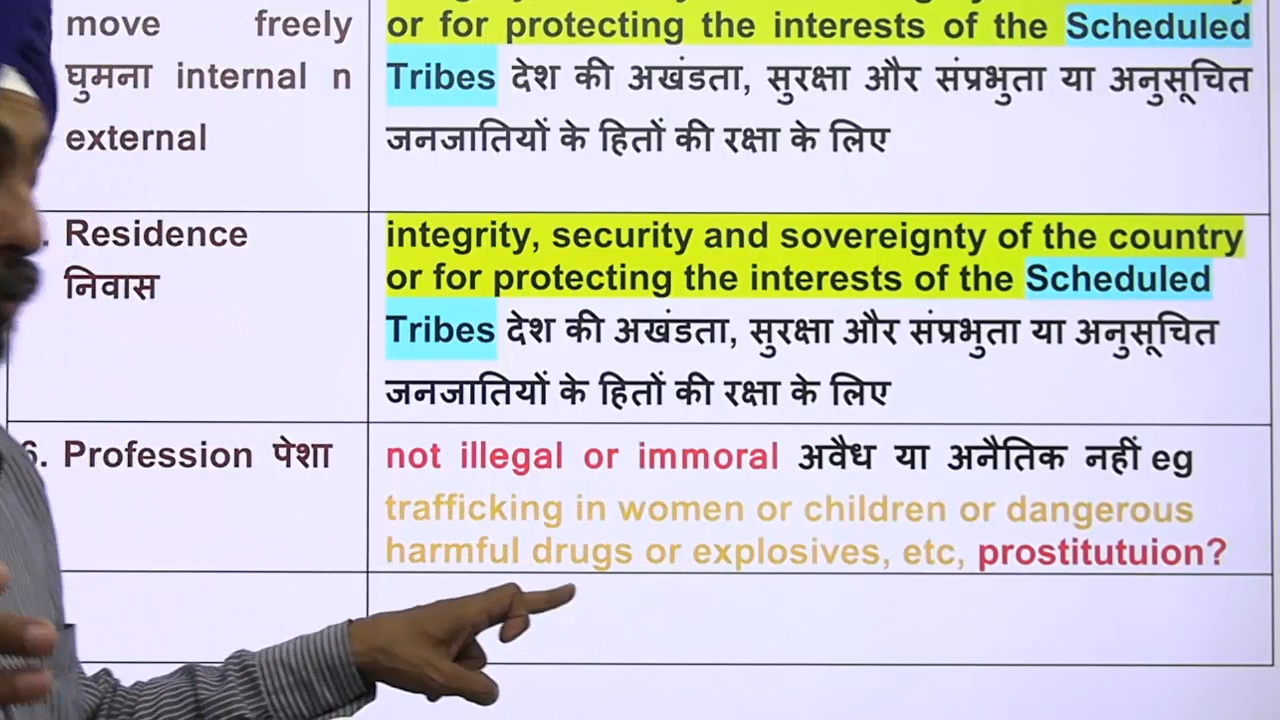 move freely
घुमना internal n
external
or for protecting the interests of the Scheduled
Tribes देश की अखंडता, सुरक्षा और संप्रभुता या अनुसूचित
जनजातियों के हितों की रक्षा के लिए
. Residence
निवास
integrity, security and sovereignty of the country
or for protecting the interests of the Scheduled
Tribes देश की अखंडता, सुरक्षा और संप्रभुता या अनुसूचित
जनजातियों के हितों की रक्षा के लिए
6. Profession पेशा
not illegal or immoral अवैध या अनैतिक नहीं eg
trafficking in women or children or dangerous
harmful drugs or explosives, etc, prostitutuion?